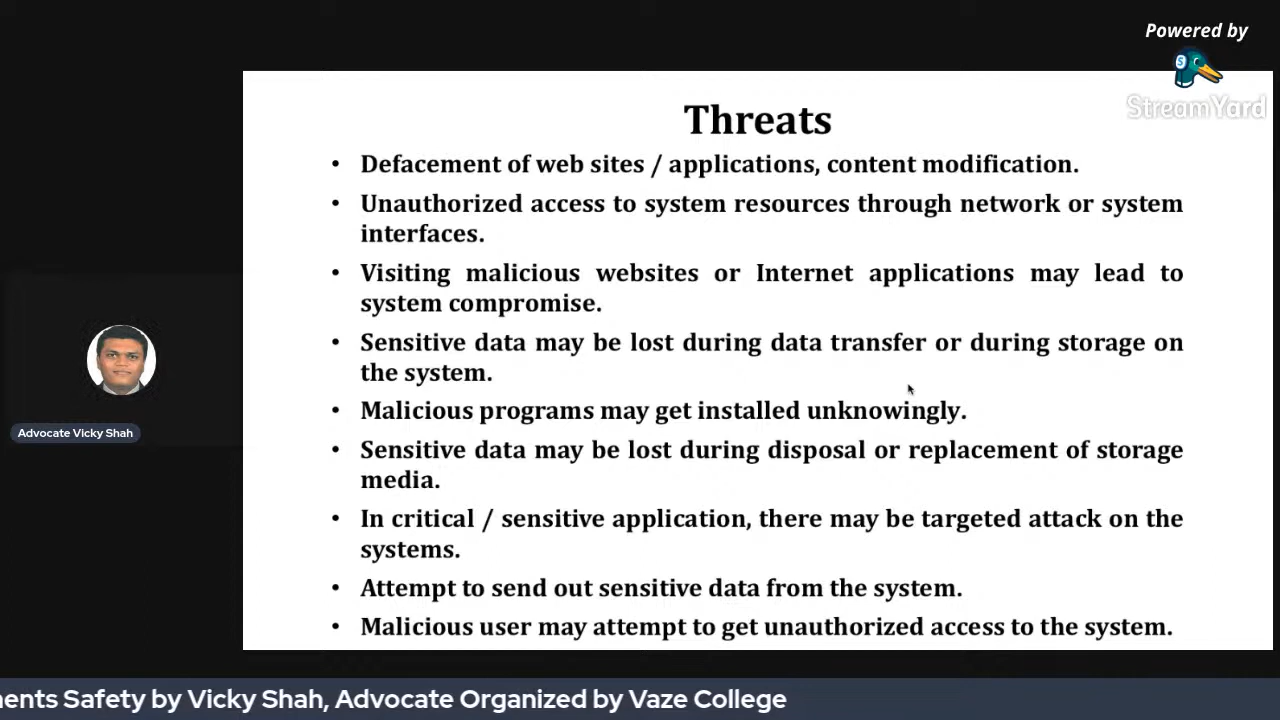 Powered by
StreamYard
Threats
• Defacement of web sites / applications, content modification.
• Unauthorized access to system resources through network or system
interfaces.
• Visiting malicious websites or Internet applications may lead to
system compromise.
• Sensitive data may be lost during data transfer or during storage on
the system.
• Malicious programs may get installed unknowingly.
• Sensitive data may be lost during disposal or replacement of storage
media.
• In critical / sensitive application, there may be targeted attack on the
systems.
• Attempt to send out sensitive data from the system.
• Malicious user may attempt to get unauthorized access to the system.
Advocate Vicky Shah
Safety by Vicky Shah, Advocate Organized by Vaze College